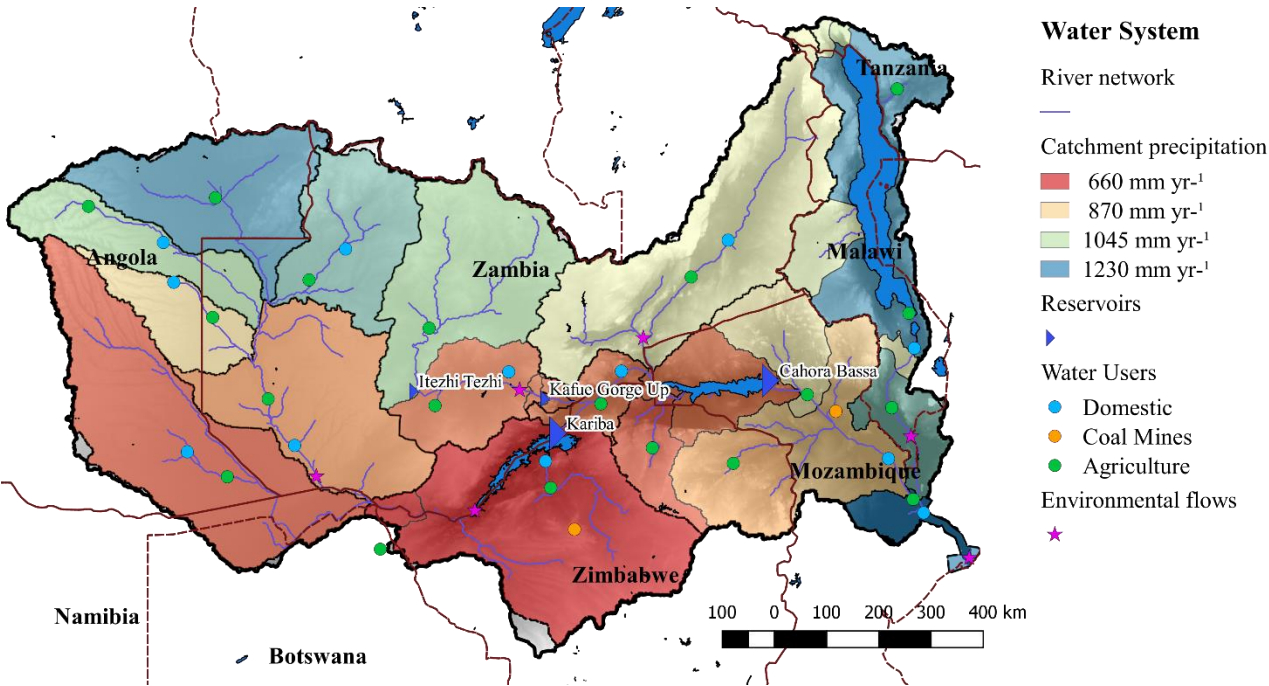 Water System
River network
Catchment precipitation
660 mm yr-¹
870 mm yr-¹
1045 mm yr-¹
1230 mm yr-¹
Reservoirs
Water Users
Domestic
Coal Mines
Agriculture
Environmental flows
Tanzania
Angola
Zambia
Malawi
Itezhi Tezhi
Kafue Gorge Up
Cahora Bassa
Kariba
Mozambique
Zimbabwe
Namibia
Botswana
100 0 100 200 300 400 km